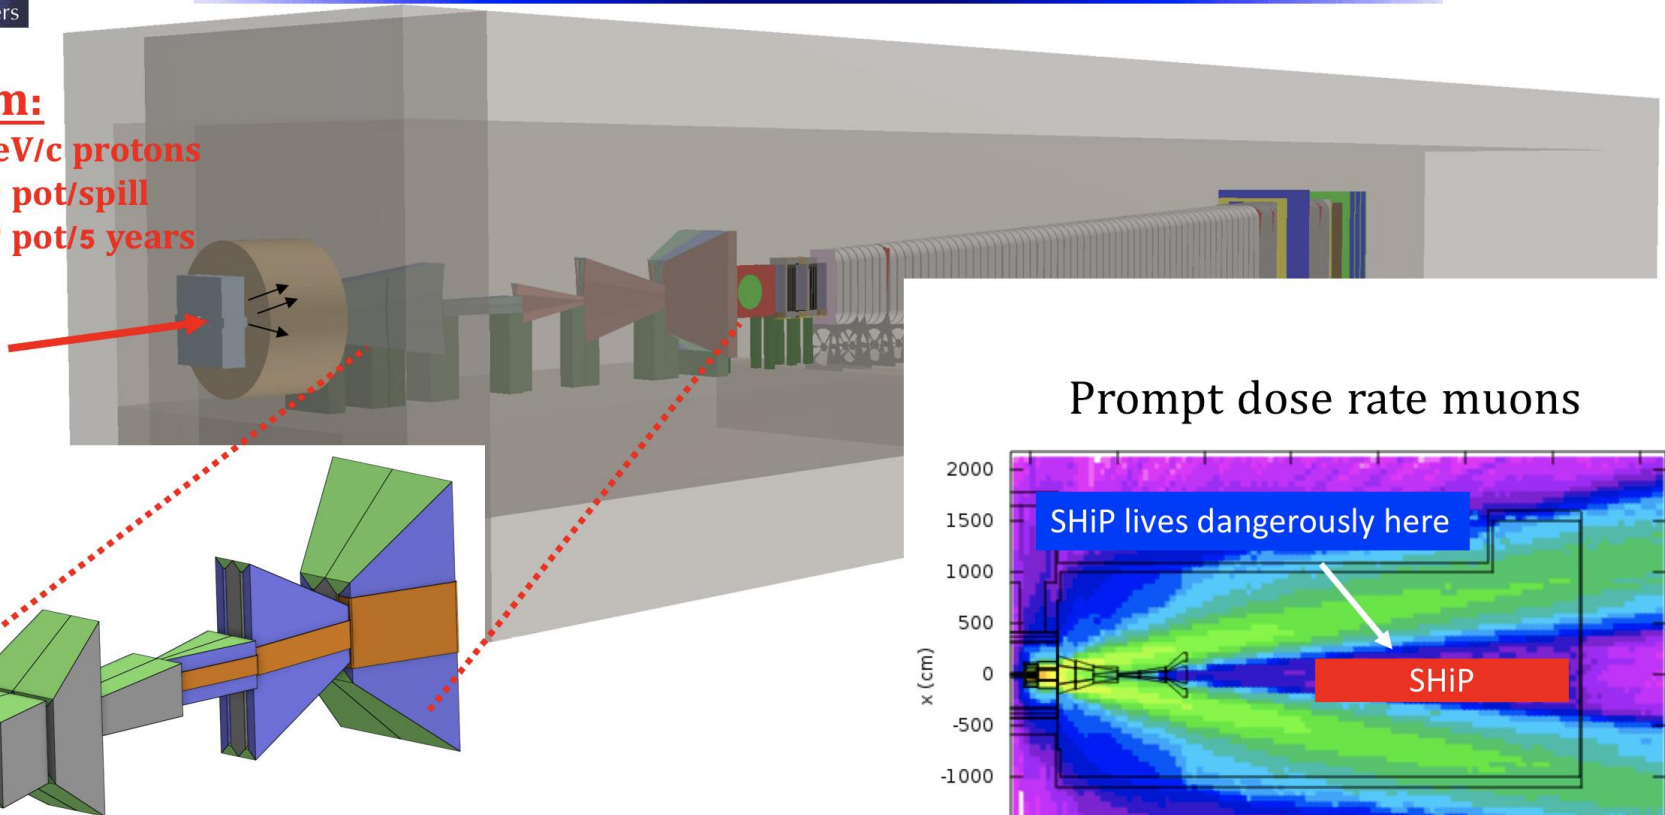 ers
m:
eV/c protons
pot/spill
pot/5 years
Prompt dose rate muons
2000
1500
1000
500
0
-500
-1000
x (cm)
SHiP lives dangerously here
SHiP